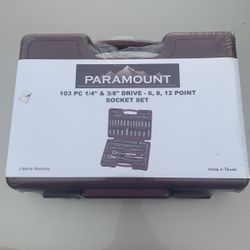 PARAMOUNT
103 PC 1/4" & 3/8" DRIVE - 6, 8, 12 POINT
SOCKET SET
Lifetime Warranty
Made in Taiwan